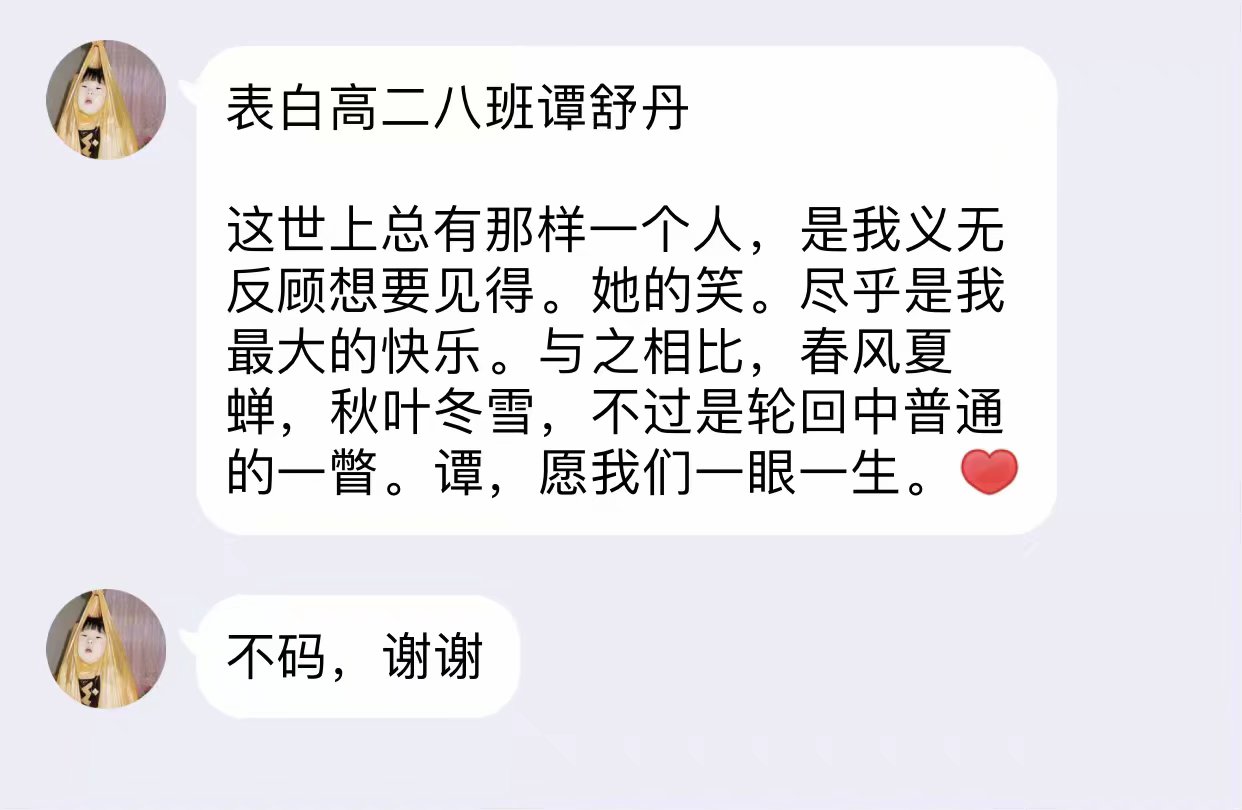 表白高二八班谭舒丹
这世上总有那样一个人，是我义无
反顾想要见得。她的笑。尽乎是我
最大的快乐。与之相比，春风夏
蝉，秋叶冬雪，不过是轮回中普通
的一瞥。谭，愿我们一眼一生。❤️
不码，谢谢